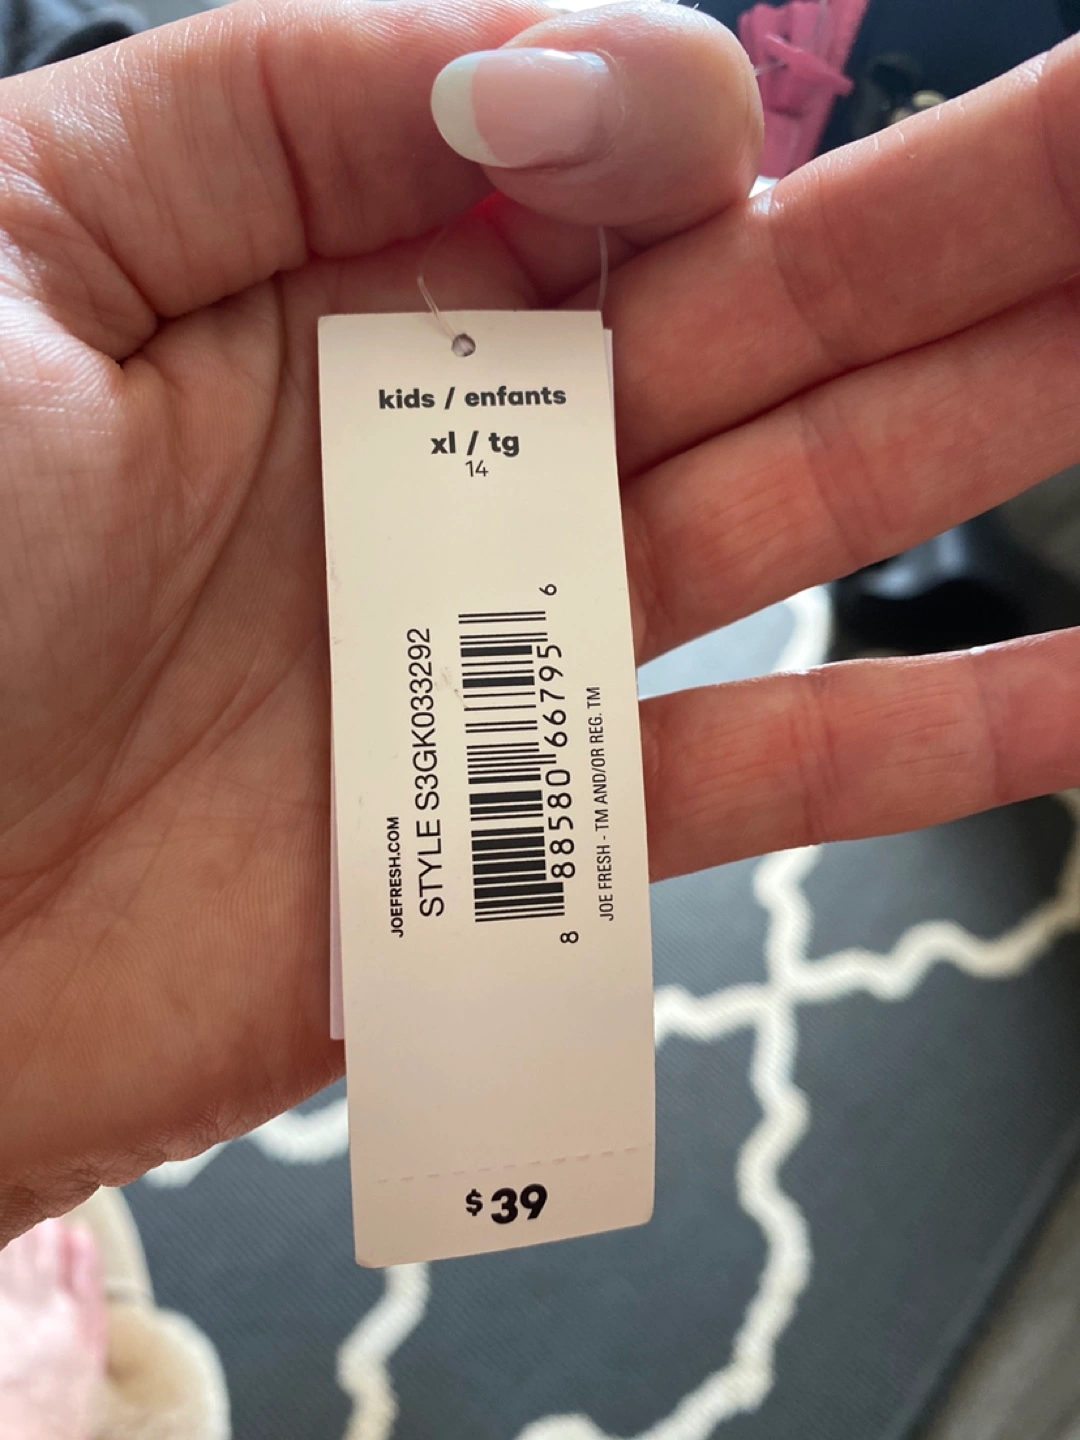 kids / enfants
xl / tg
14
JOEFRESH.COM
STYLE S3GK033292
8 88580 66795 6
JOE FRESH - TM AND/OR REG. TM
$39